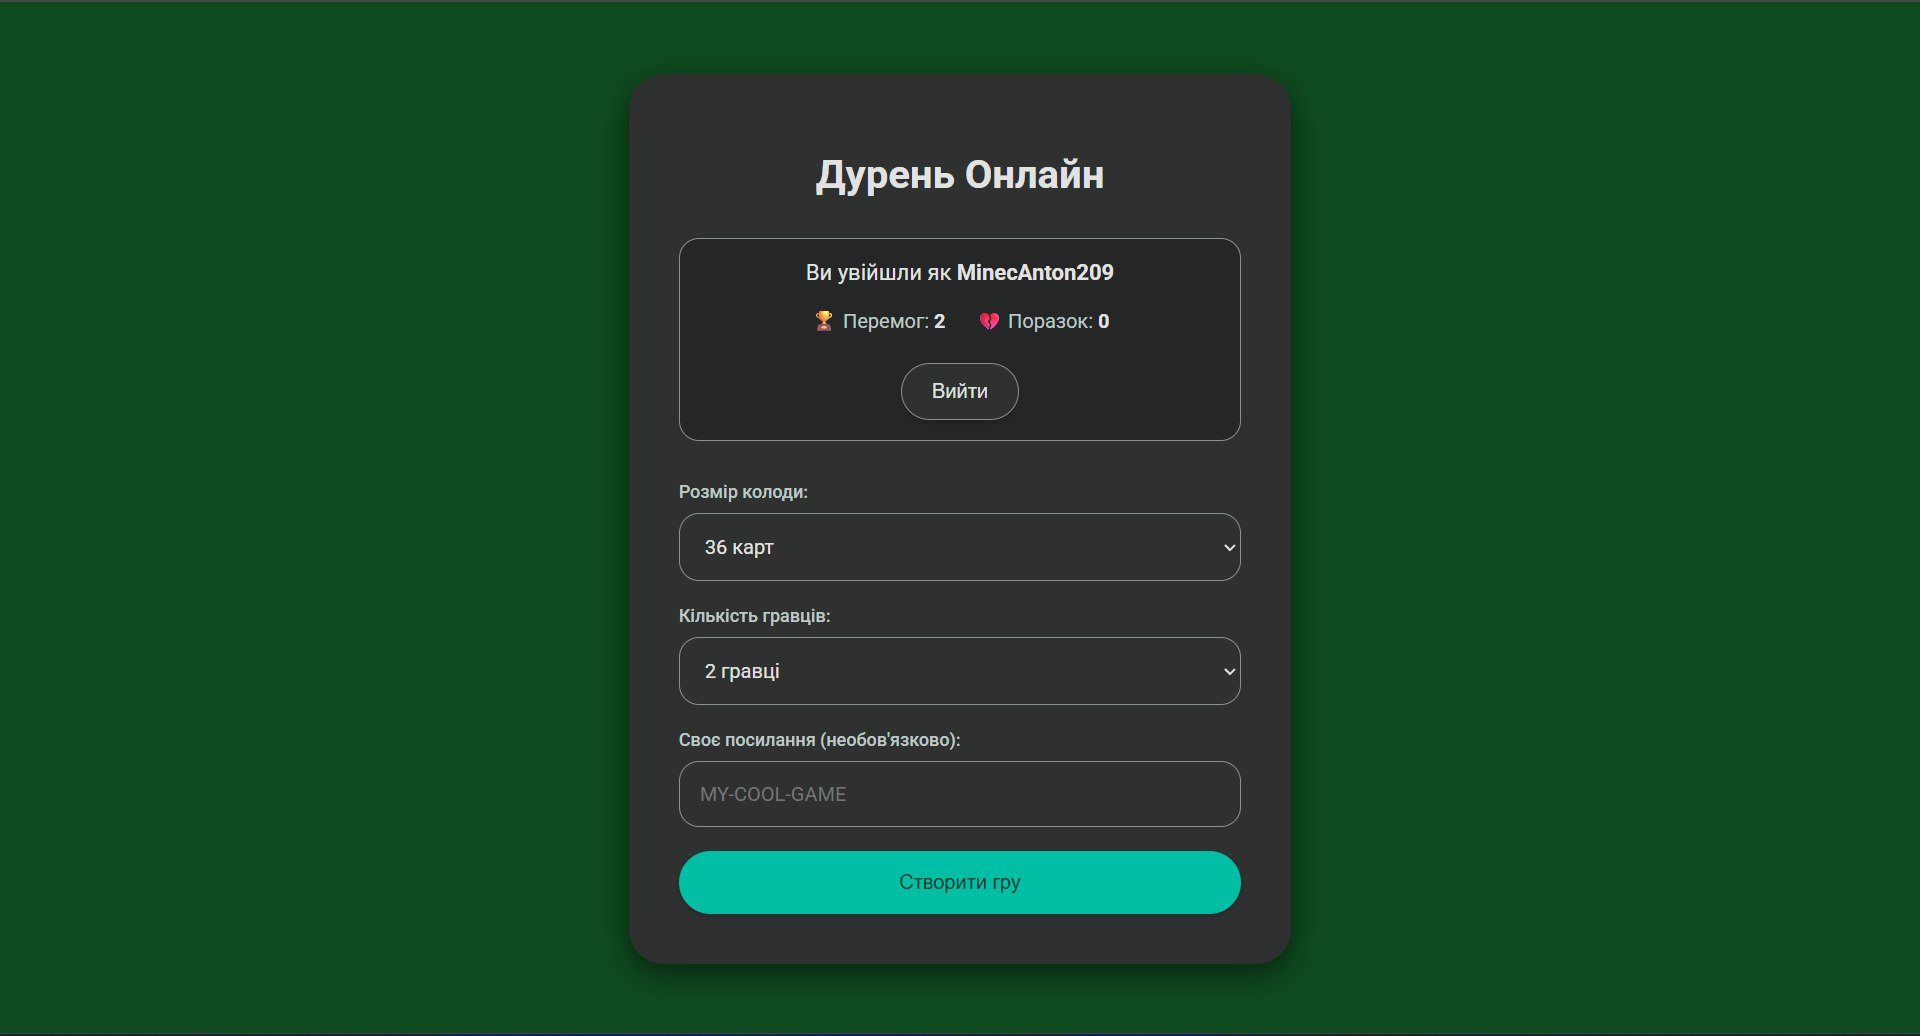 Дурень Онлайн
Ви увійшли як MinecAnton209
🏆 Перемог: 2 💔 Поразок: 0
Вийти
Розмір колоди:
36 карт
Кількість гравців:
2 гравці
Своє посилання (необов'язково):
MY-COOL-GAME
Створити гру